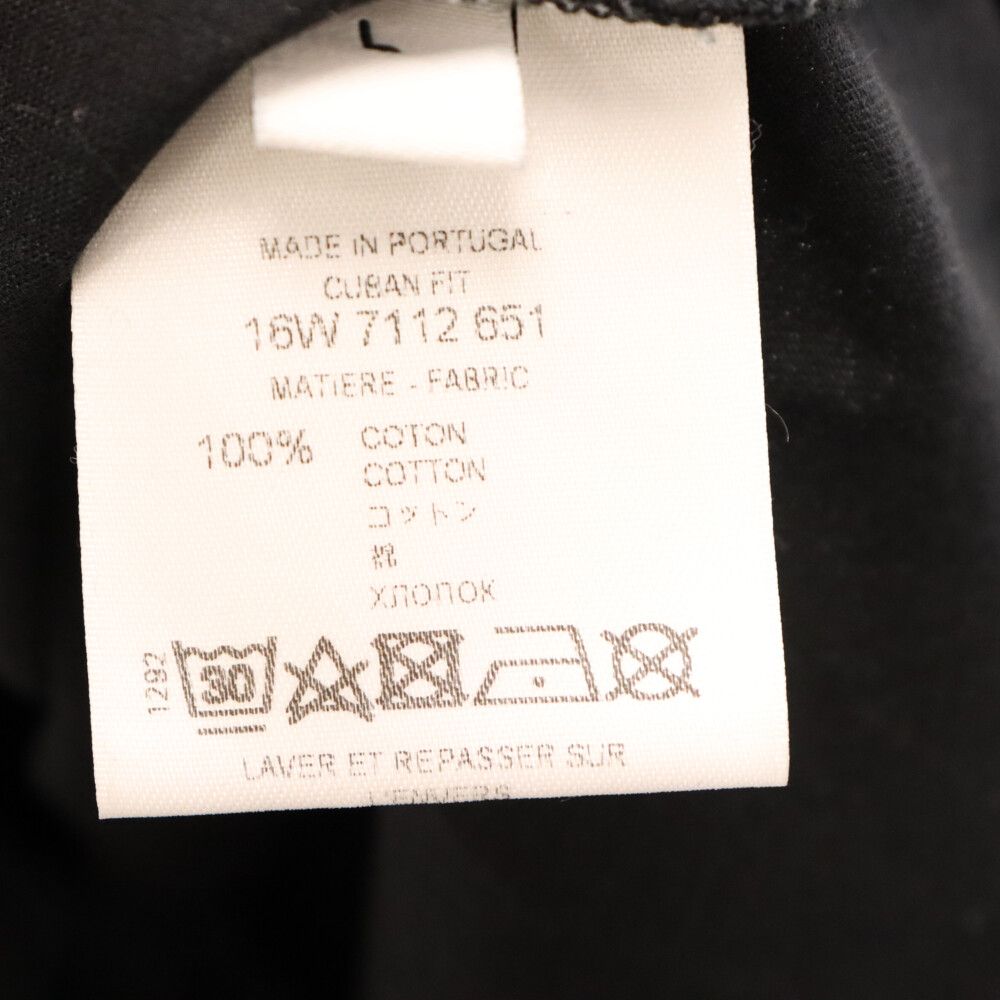 L
MADE IN PORTUGAL
CUBAN FIT
16W 7112 651
MATIERE - FABRIC
100% COTON
COTTON
コットン
棉
ХЛОПОК
1292
30
LAVER ET REPASSER SUR
L'ENVERS